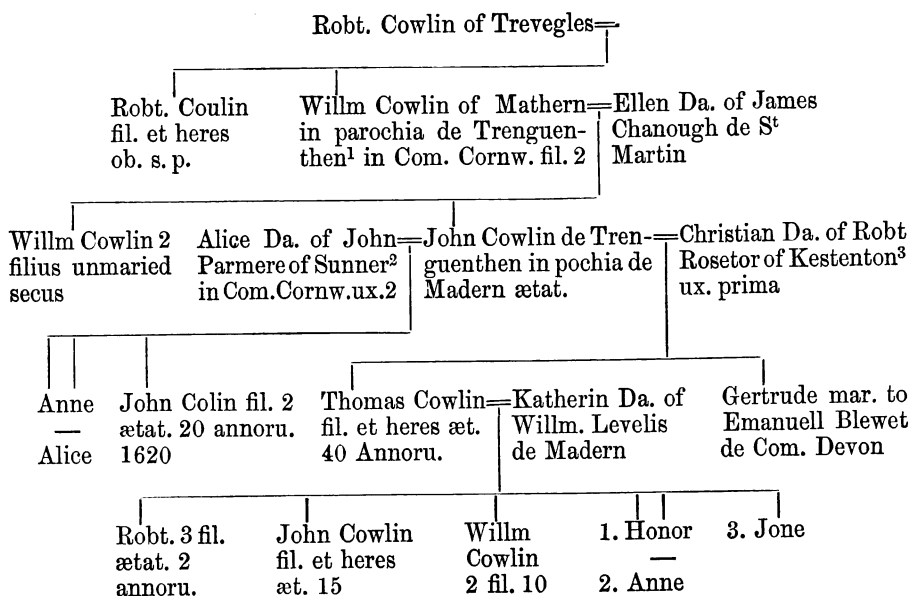 Robt. Cowlin of Trevegles=
Robt. Coulin
fil. et heres
ob. s. p.
Willm Cowlin of Mathern=
in parochia de Trenguen-
then¹ in Com. Cornw. fil. 2
Ellen Da. of James
Chanough de Sᵗ
Martin
Willm Cowlin 2
filius unmaried
secus
Alice Da. of John=
Parmere of Sunner²
in Com. Cornw. ux. 2
John Cowlin de Tren-=
guenthen in pochia de
Madern ætat.
Christian Da. of Robt
Rosetor of Kestenton³
ux. prima
Anne
—
Alice
John Colin fil. 2
ætat. 20 annoru.
1620
Thomas Cowlin=
fil. et heres æt.
40 Annoru.
Katherin Da. of
Willm. Levelis
de Madern
Gertrude mar. to
Emanuell Blewet
de Com. Devon
Robt. 3 fil.
ætat. 2
annoru.
John Cowlin
fil. et heres
æt. 15
Willm
Cowlin
2 fil. 10
1. Honor
—
2. Anne
3. Jone